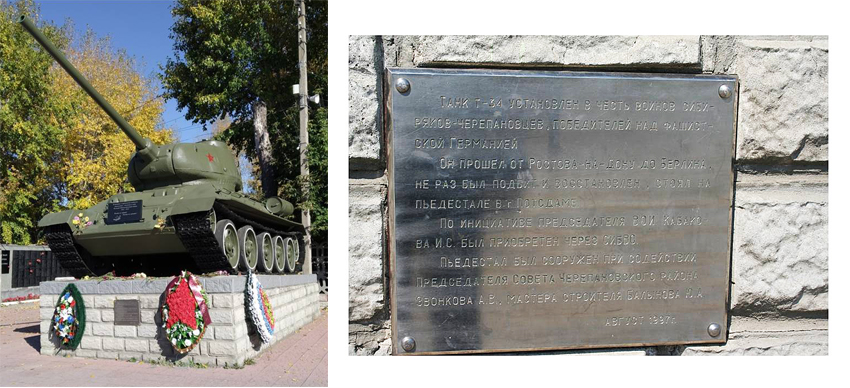 Танк Т-34 установлен в честь воинов сиби-
ряков-черепановцев, победителей над фашист-
ской Германией
Он прошел от Ростова-на-Дону до Берлина,
не раз был подбит и восстановлен, стоял на
пьедестале в г. Потсдаме.
По инициативе председателя
ва И.С. был приобретен через
Пьедестал был сооружен при содействии
Председателя совета Черепановского района
Звонкова А.В., мастера строителя
Август 1997г.